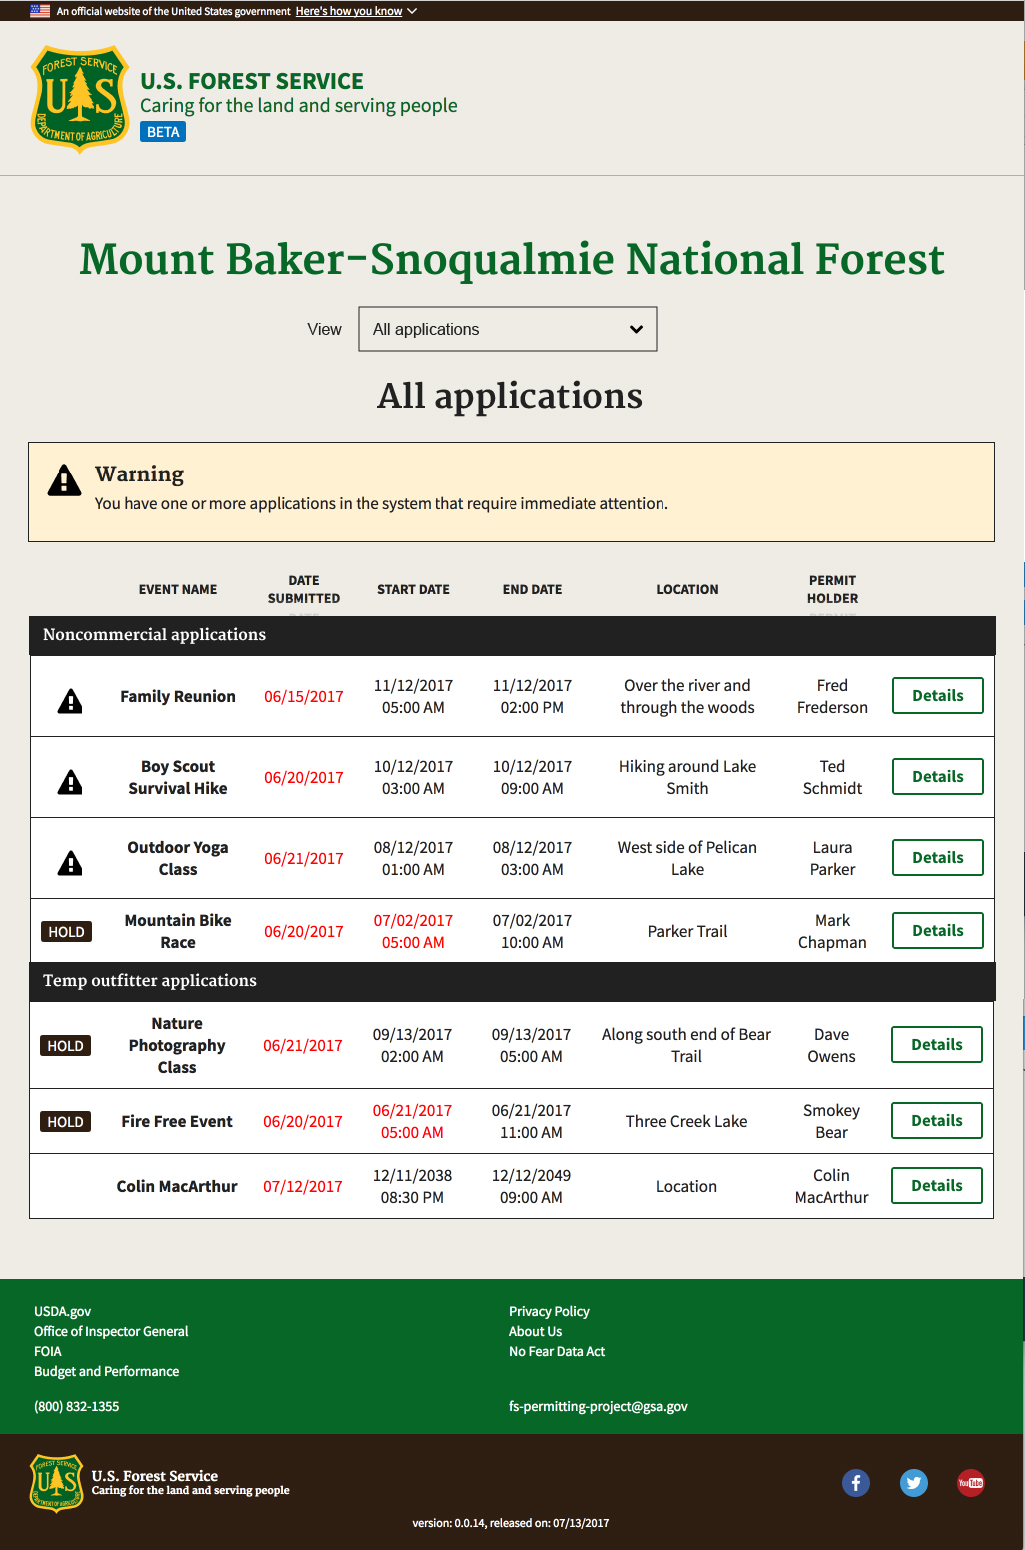 An official website of the United States government Here's how you know
FOREST SERVICE
UAS
DEPARTMENT OF AGRICULTURE
U.S. FOREST SERVICE
Caring for the land and serving people
BETA
Mount Baker-Snoqualmie National Forest
View All applications
All applications
Warning
You have one or more applications in the system that require immediate attention.
EVENT NAME DATE SUBMITTED START DATE END DATE LOCATION PERMIT HOLDER
Noncommercial applications
Family Reunion 06/15/2017 11/12/2017 05:00 AM 11/12/2017 02:00 PM Over the river and through the woods Fred Frederson Details
Boy Scout Survival Hike 06/20/2017 10/12/2017 03:00 AM 10/12/2017 09:00 AM Hiking around Lake Smith Ted Schmidt Details
Outdoor Yoga Class 06/21/2017 08/12/2017 01:00 AM 08/12/2017 03:00 AM West side of Pelican Lake Laura Parker Details
HOLD Mountain Bike Race 06/20/2017 07/02/2017 05:00 AM 07/02/2017 10:00 AM Parker Trail Mark Chapman Details
Temp outfitter applications
HOLD Nature Photography Class 06/21/2017 09/13/2017 02:00 AM 09/13/2017 05:00 AM Along south end of Bear Trail Dave Owens Details
HOLD Fire Free Event 06/20/2017 06/21/2017 05:00 AM 06/21/2017 11:00 AM Three Creek Lake Smokey Bear Details
Colin MacArthur 07/12/2017 12/11/2038 08:30 PM 12/12/2049 09:00 AM Location Colin MacArthur Details
USDA.gov
Office of Inspector General
FOIA
Budget and Performance
(800) 832-1355
Privacy Policy
About Us
No Fear Data Act
fs-permitting-project@gsa.gov
FOREST SERVICE
UAS
DEPARTMENT OF AGRICULTURE
U.S. Forest Service
Caring for the land and serving people
YouTube
version: 0.0.14, released on: 07/13/2017